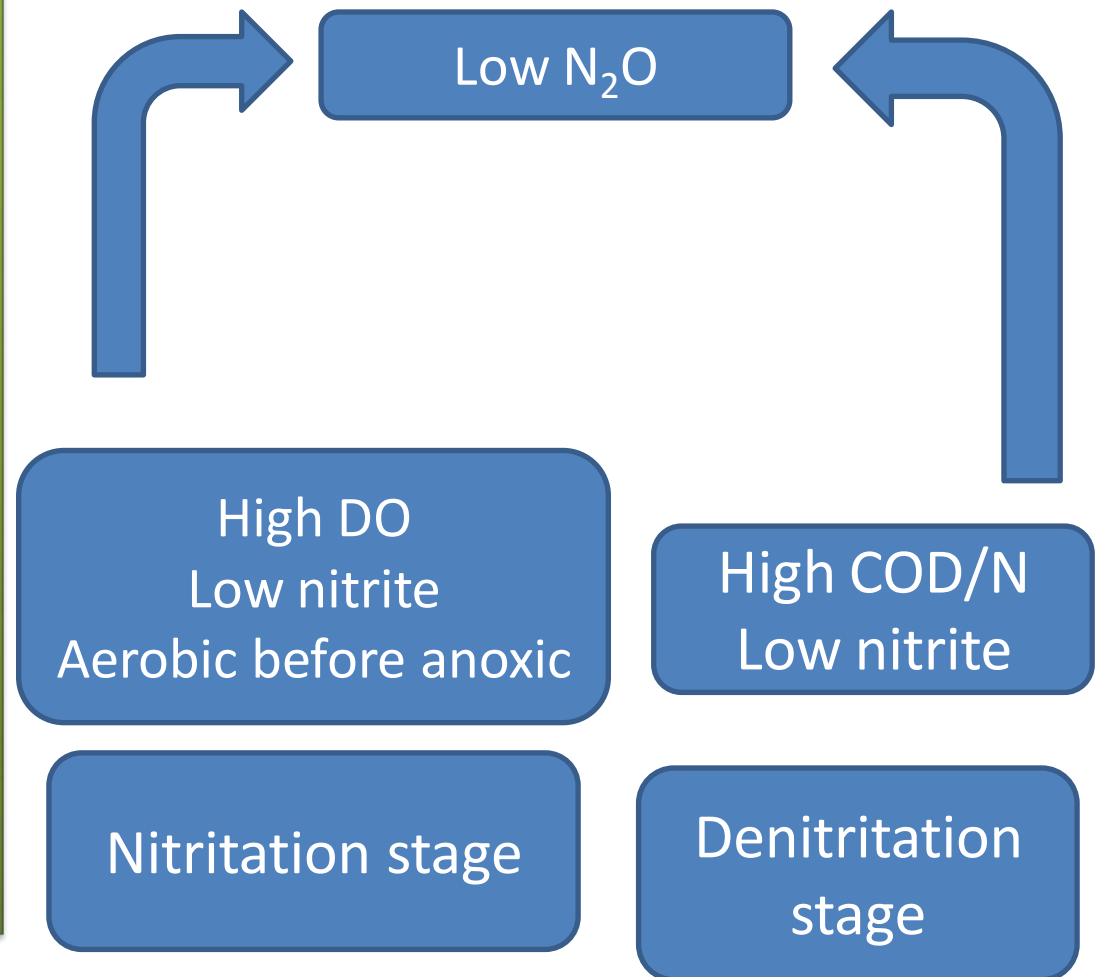 Low N₂O
High DO
Low nitrite
Aerobic before anoxic
High COD/N
Low nitrite
Nitritation stage
Denitritation
stage